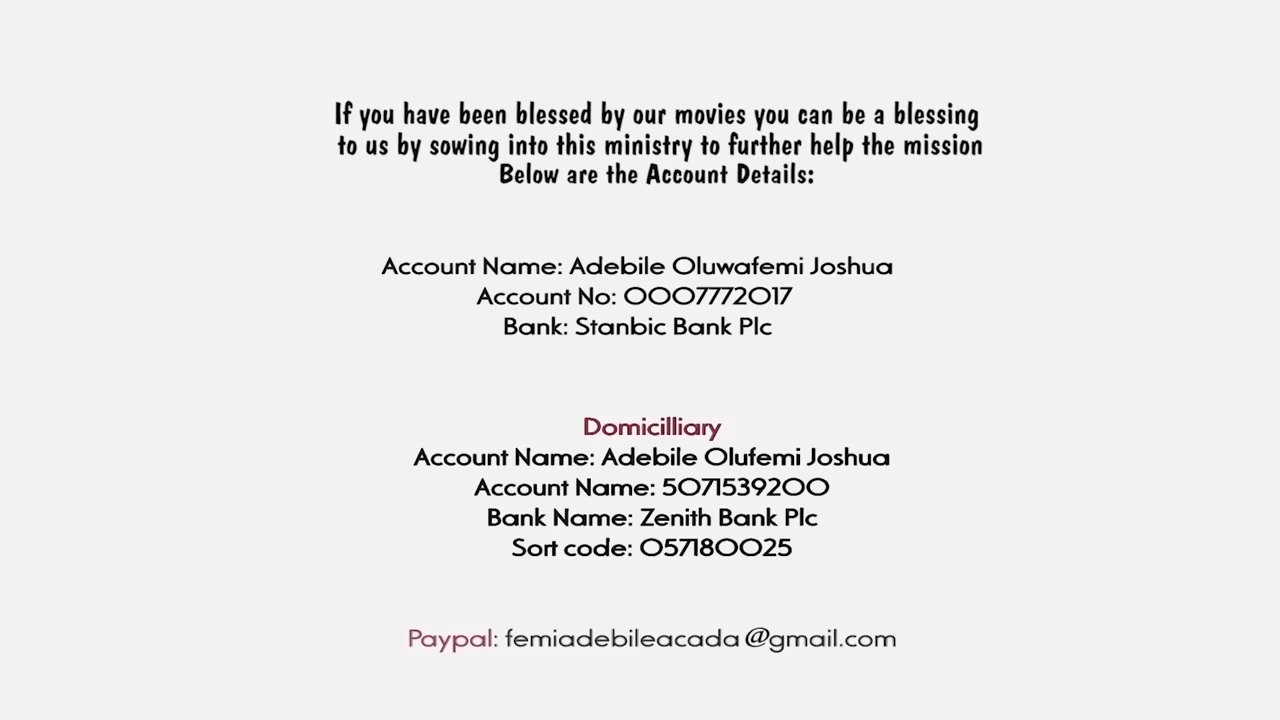 If you have been blessed by our movies you can be a blessing
to us by sowing into this ministry to further help the mission
Below are the Account Details:
Account Name: Adebile Oluwafemi Joshua
Account No: 0007772017
Bank: Stanbic Bank Plc
Domicilliary
Account Name: Adebile Olufemi Joshua
Account Name: 5071539200
Bank Name: Zenith Bank Plc
Sort code: 057180025
Paypal: femiadebileacada@gmail.com